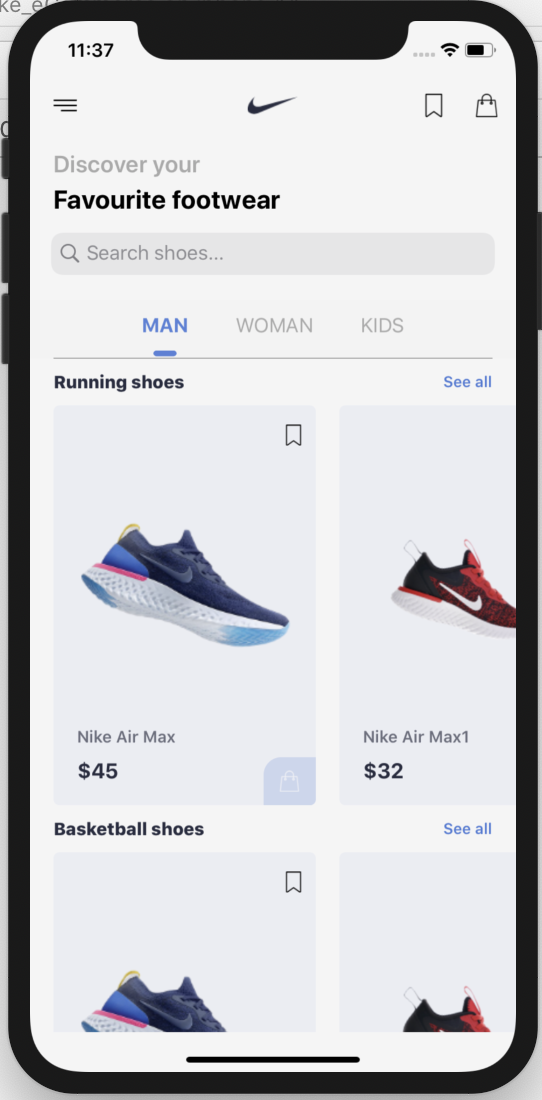 11:37
Discover your
Favourite footwear
Search shoes...
MAN WOMAN KIDS
Running shoes See all
Nike Air Max
$45
Nike Air Max1
$32
Basketball shoes See all